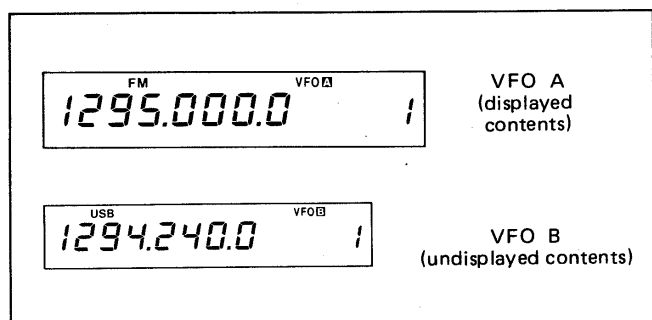 FM VFO A
1295.000.0 1
VFO A
(displayed
contents)
USB VFO B
1294.240.0 1
VFO B
(undisplayed contents)